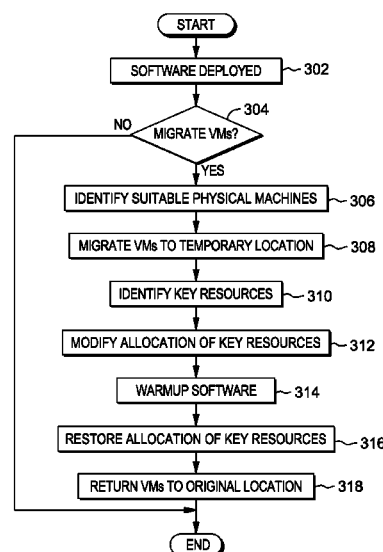 START
SOFTWARE DEPLOYED
302
304
NO
MIGRATE VMs?
YES
IDENTIFY SUITABLE PHYSICAL MACHINES
306
MIGRATE VMs TO TEMPORARY LOCATION
308
IDENTIFY KEY RESOURCES
310
MODIFY ALLOCATION OF KEY RESOURCES
312
WARMUP SOFTWARE
314
RESTORE ALLOCATION OF KEY RESOURCES
316
RETURN VMs TO ORIGINAL LOCATION
318
END